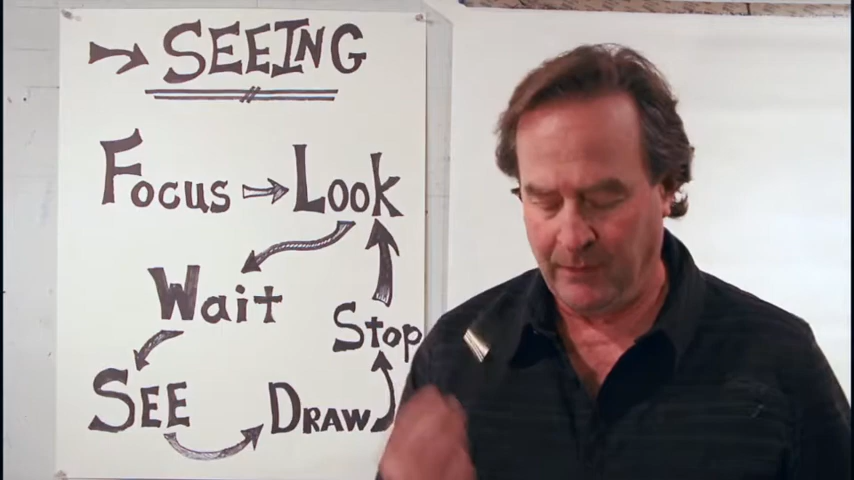 → SEEING
Focus → Look
Wait
Stop
SEE
DRAW